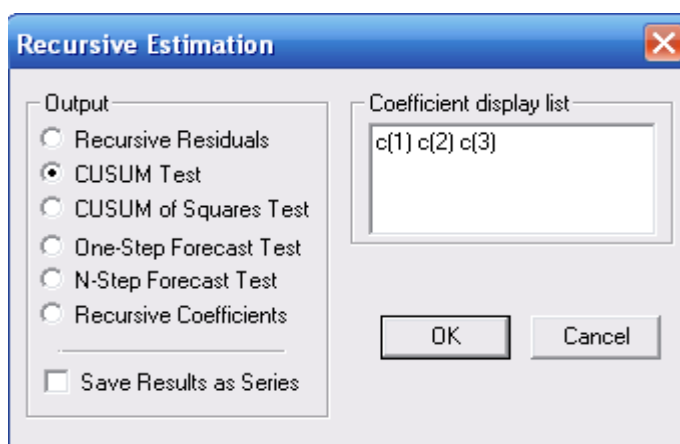 Recursive Estimation
Output
Recursive Residuals
CUSUM Test
CUSUM of Squares Test
One-Step Forecast Test
N-Step Forecast Test
Recursive Coefficients
Save Results as Series
Coefficient display list
c(1) c(2) c(3)
OK
Cancel